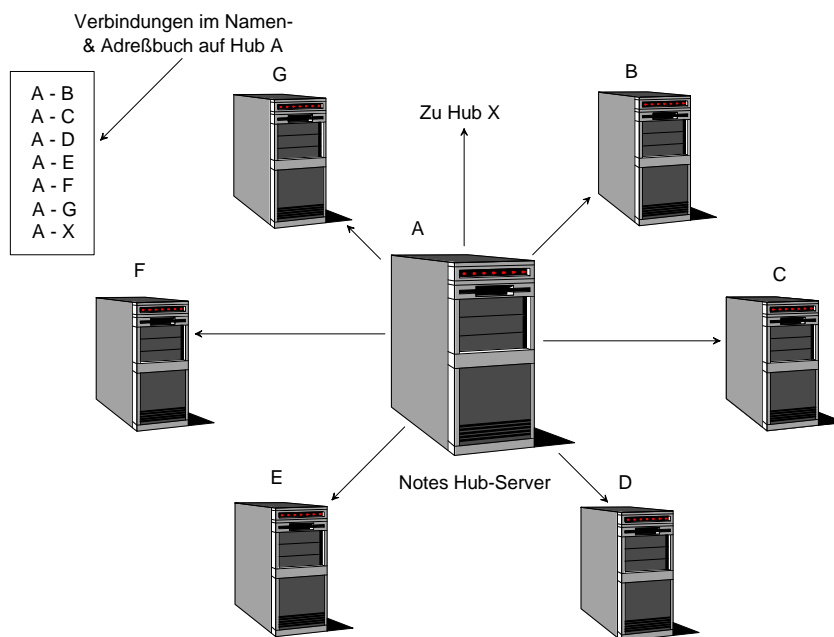 Verbindungen im Namen-
& Adreßbuch auf Hub A
G
B
Zu Hub X
A - B
A - C
A - D
A - E
A - F
A - G
A - X
A
F
C
E
Notes Hub-Server
D